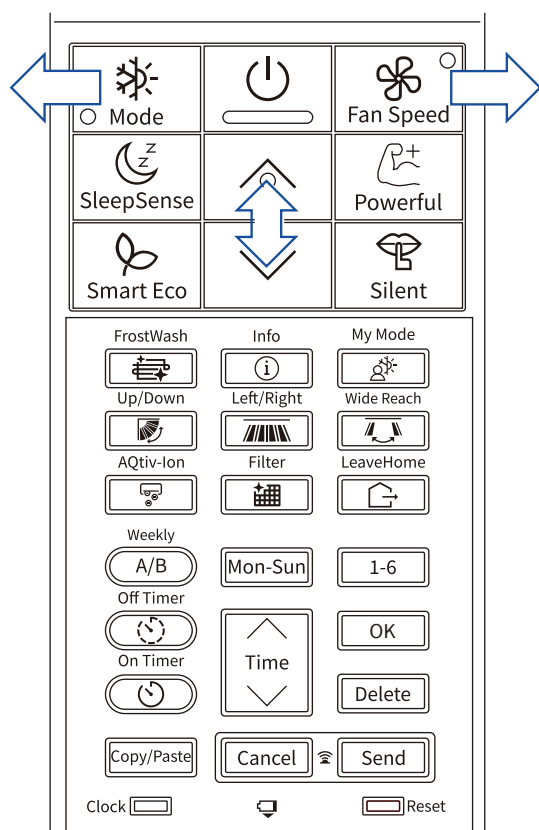 Mode
Fan Speed
z
z
SleepSense
+
Powerful
Smart Eco
Silent
FrostWash
Info
My Mode
i
Up/Down
Left/Right
Wide Reach
AQtiv-Ion
Filter
LeaveHome
Weekly
A/B
Mon-Sun
1-6
Off Timer
OK
On Timer
Time
Delete
Copy/Paste
Cancel
Send
Clock
Reset